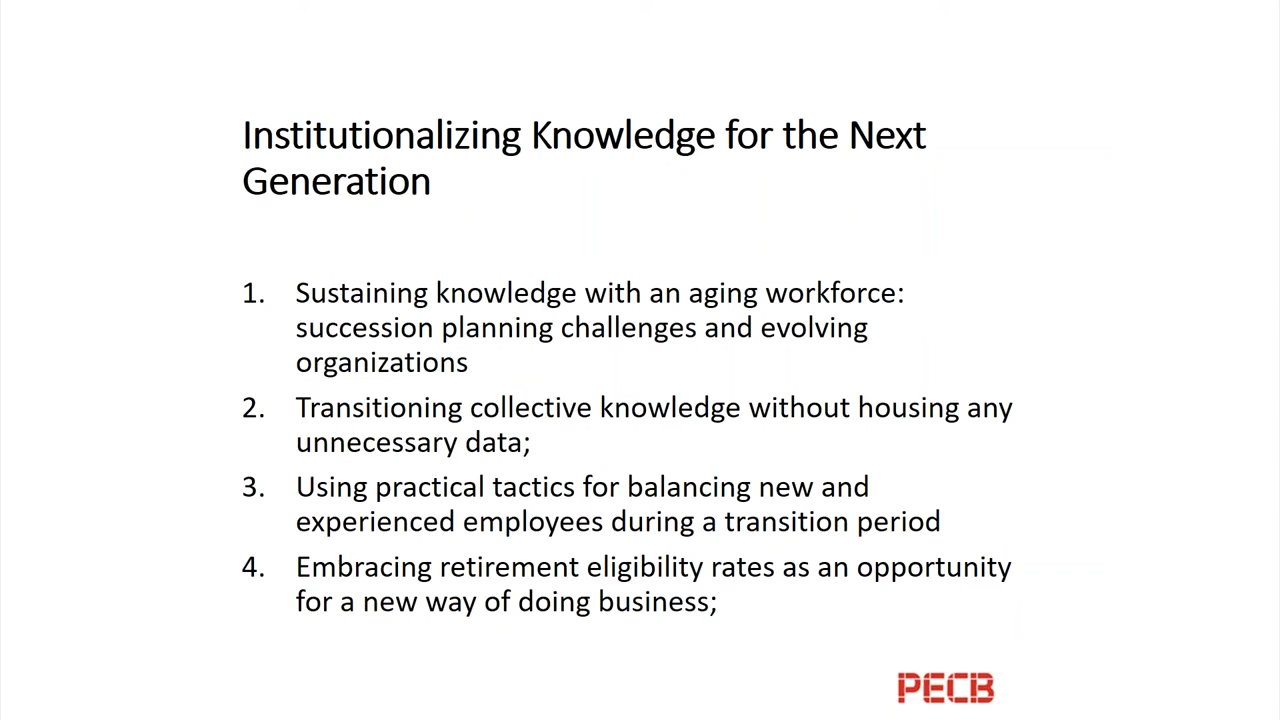 Institutionalizing Knowledge for the Next
Generation
1. Sustaining knowledge with an aging workforce:
succession planning challenges and evolving
organizations
2. Transitioning collective knowledge without housing any
unnecessary data;
3. Using practical tactics for balancing new and
experienced employees during a transition period
4. Embracing retirement eligibility rates as an opportunity
for a new way of doing business;
PECB